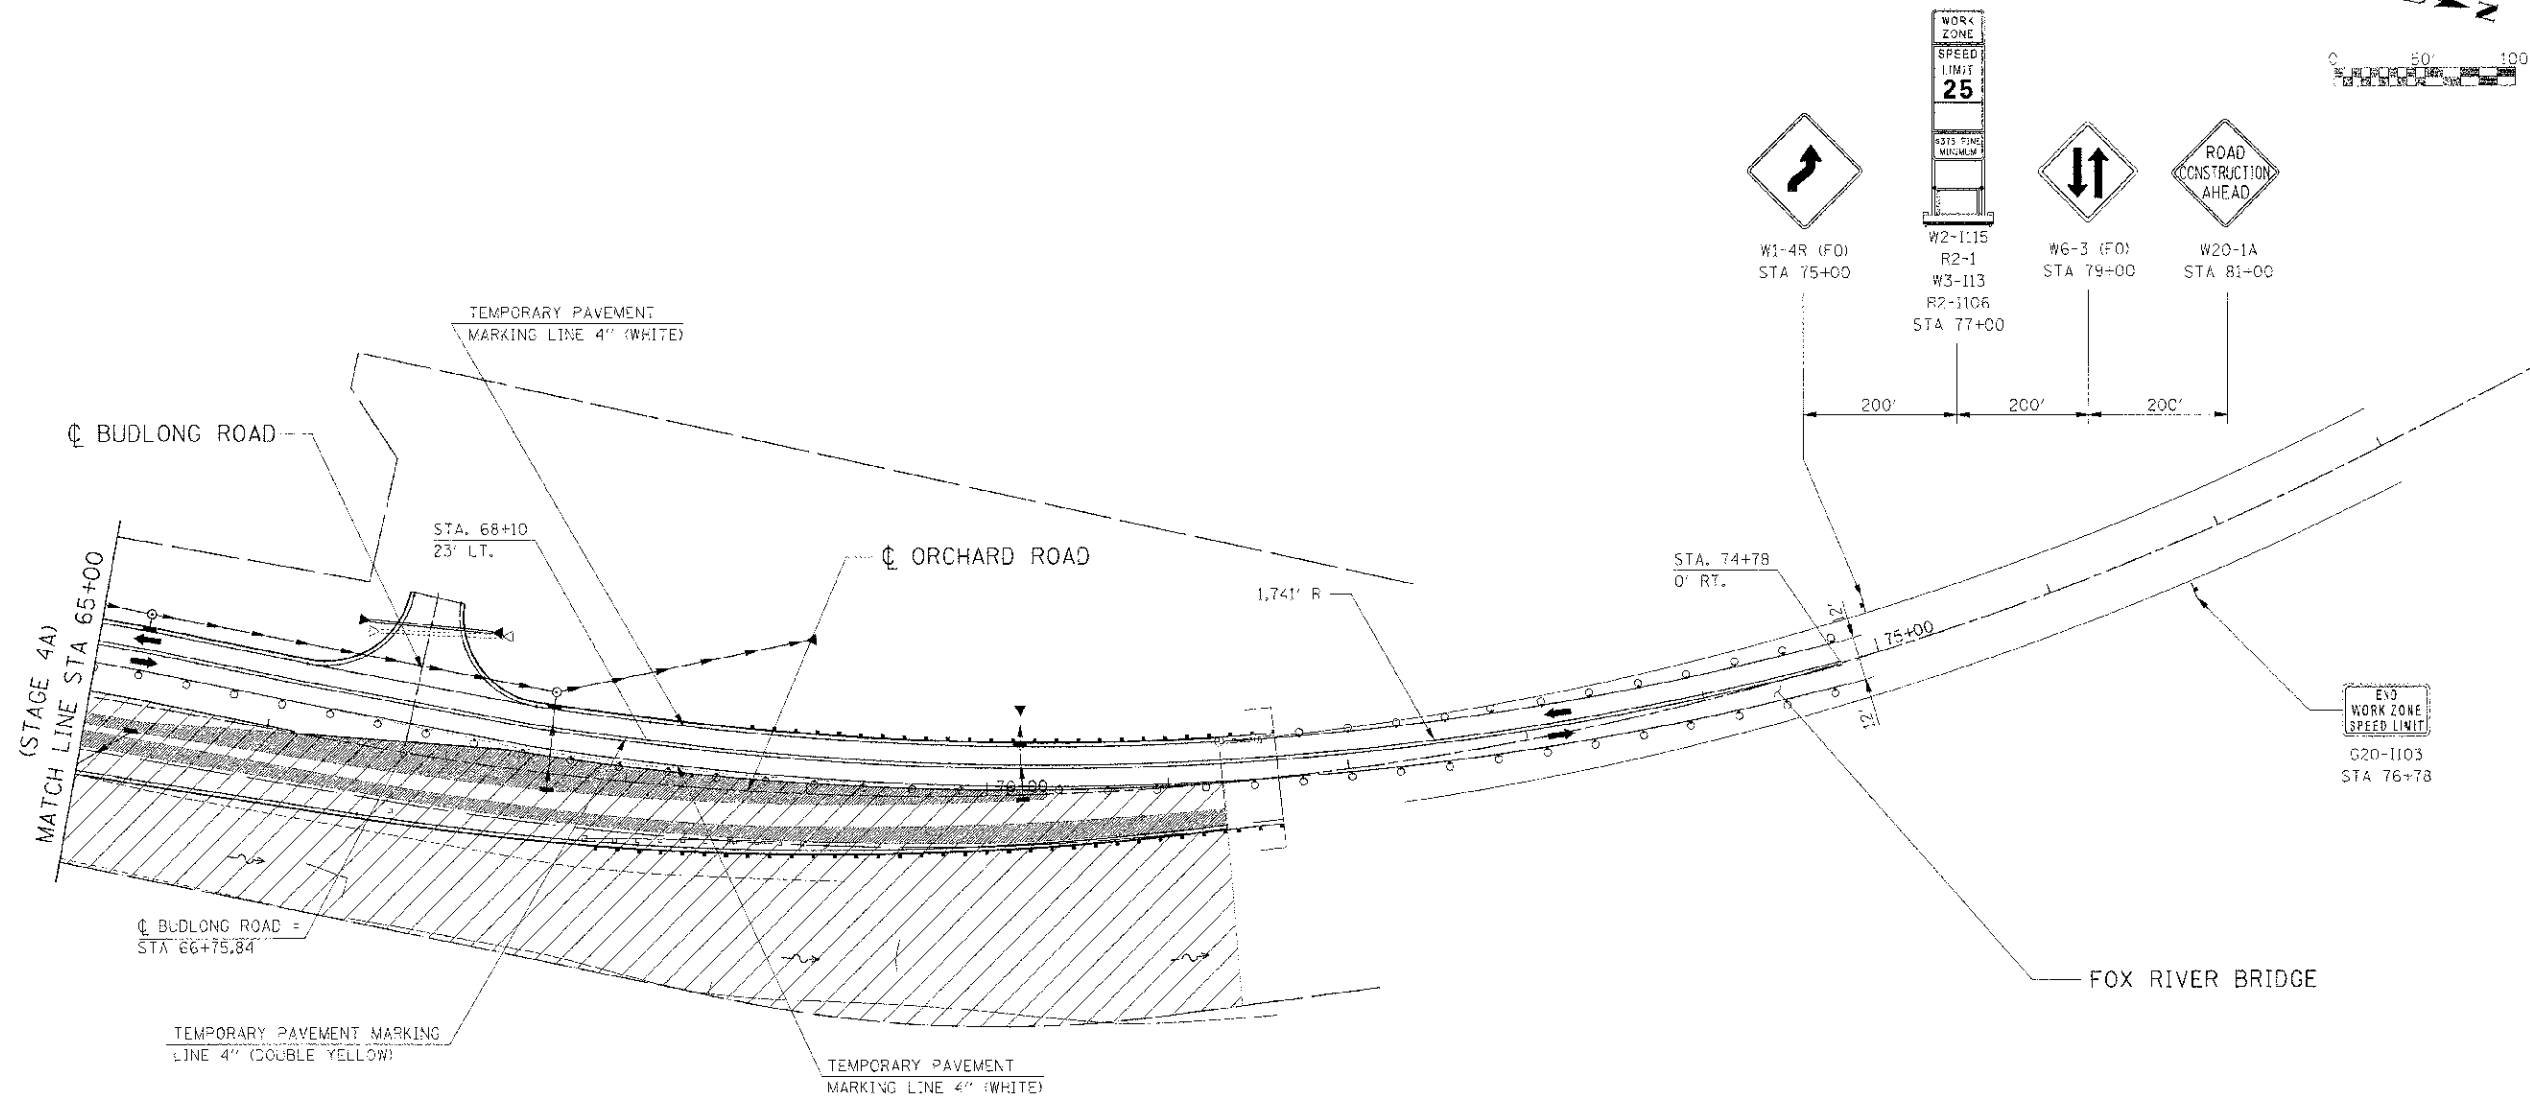 N
0 50' 100
WORK
ZONE
SPEED
LIMIT
25
$375 FINE
MINIMUM
ROAD
CONSTRUCTION
AHEAD
W1-4R (FO)
STA 75+00
W2-I115
R2-1
W3-I13
R2-I106
STA 77+00
W6-3 (FO)
STA 79+00
W20-1A
STA 81+00
200'
200'
200'
TEMPORARY PAVEMENT
MARKING LINE 4" (WHITE)
℄ BUDLONG ROAD
STA. 68+10
23' LT.
℄ ORCHARD ROAD
1,741' R
STA. 74+78
0' RT.
12'
75+00
12'
(STAGE 4A)
MATCH LINE STA 65+00
70+00
END
WORK ZONE
SPEED LIMIT
G20-I103
STA 76+78
℄ BUDLONG ROAD =
STA 66+75.84
FOX RIVER BRIDGE
TEMPORARY PAVEMENT MARKING
LINE 4" (DOUBLE YELLOW)
TEMPORARY PAVEMENT
MARKING LINE 4" (WHITE)